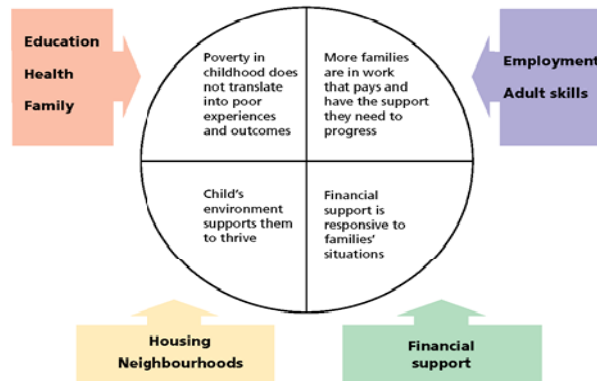 Education
Health
Family
Poverty in
childhood does
not translate
into poor
experiences
and outcomes
More families
are in work
that pays and
have the support
they need to
progress
Employment
Adult skills
Child's
environment
supports them
to thrive
Financial
support is
responsive to
families'
situations
Housing
Neighbourhoods
Financial
support